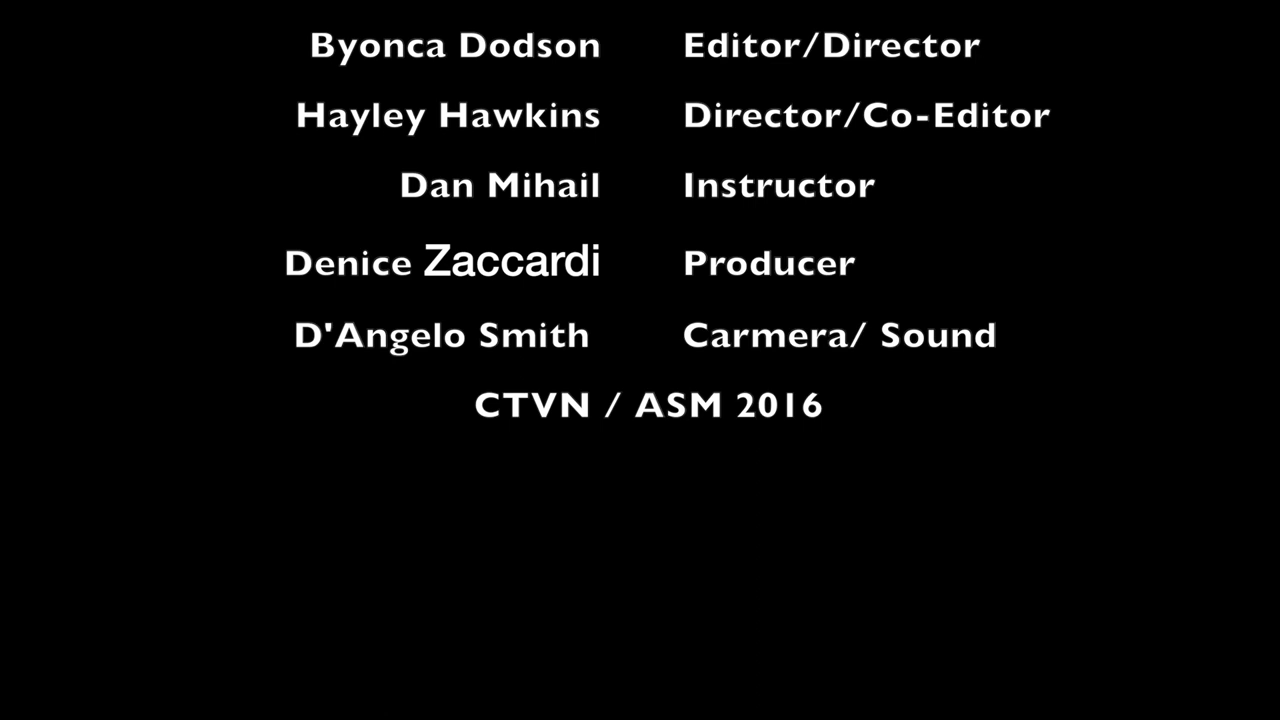 Byonca Dodson Editor/Director
Hayley Hawkins Director/Co-Editor
Dan Mihail Instructor
Denice Zaccardi Producer
D'Angelo Smith Carmera/ Sound
CTVN / ASM 2016